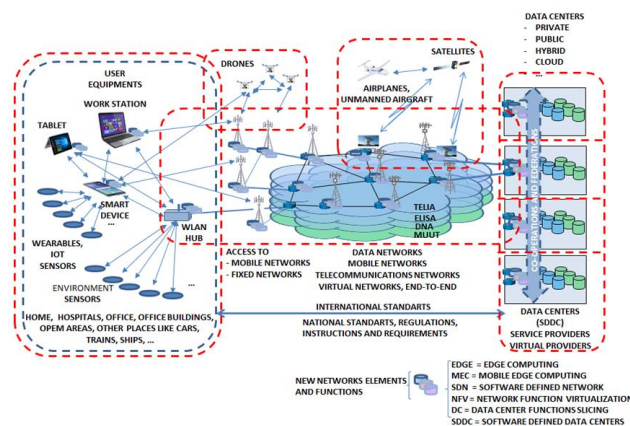 DATA CENTERS
- PRIVATE
- PUBLIC
- HYBRID
- CLOUD
...
DRONES
SATELLITES
AIRPLANES,
UNMANNED AIRCRAFT
USER
EQUIPMENTS
WORK STATION
TABLET
SMART
DEVICE
...
WLAN
HUB
WEARABLES,
IOT
SENSORS
ENVIRONMENT
SENSORS
...
HOME, HOSPITALS, OFFICE, OFFICE BUILDINGS,
OPEM AREAS, OTHER PLACES LIKE CARS,
TRAINS, SHIPS, ...
TELIA
ELISA
DNA
MUUT
ACCESS TO
- MOBILE NETWORKS
- FIXED NETWORKS
DATA NETWORKS
MOBILE NETWORKS
TELECOMMUNICATIONS NETWORKS
VIRTUAL NETWORKS, END-TO-END
CO-OPERATIONS AND FEDERATIONS
INTERNATIONAL STANDARTS
NATIONAL STANDARTS, REGULATIONS,
INSTRUCTIONS AND REQUIREMENTS
DATA CENTERS
(SDDC)
SERVICE PROVIDERS
VIRTUAL PROVIDERS
NEW NETWORKS ELEMENTS
AND FUNCTIONS
EDGE = EDGE COMPUTING
MEC = MOBILE EDGE COMPUTING
SDN = SOFTWARE DEFINED NETWORK
NFV = NETWORK FUNCTION VIRTUALIZATION
DC = DATA CENTER FUNCTIONS SLICING
SDDC = SOFTWARE DEFINED DATA CENTERS